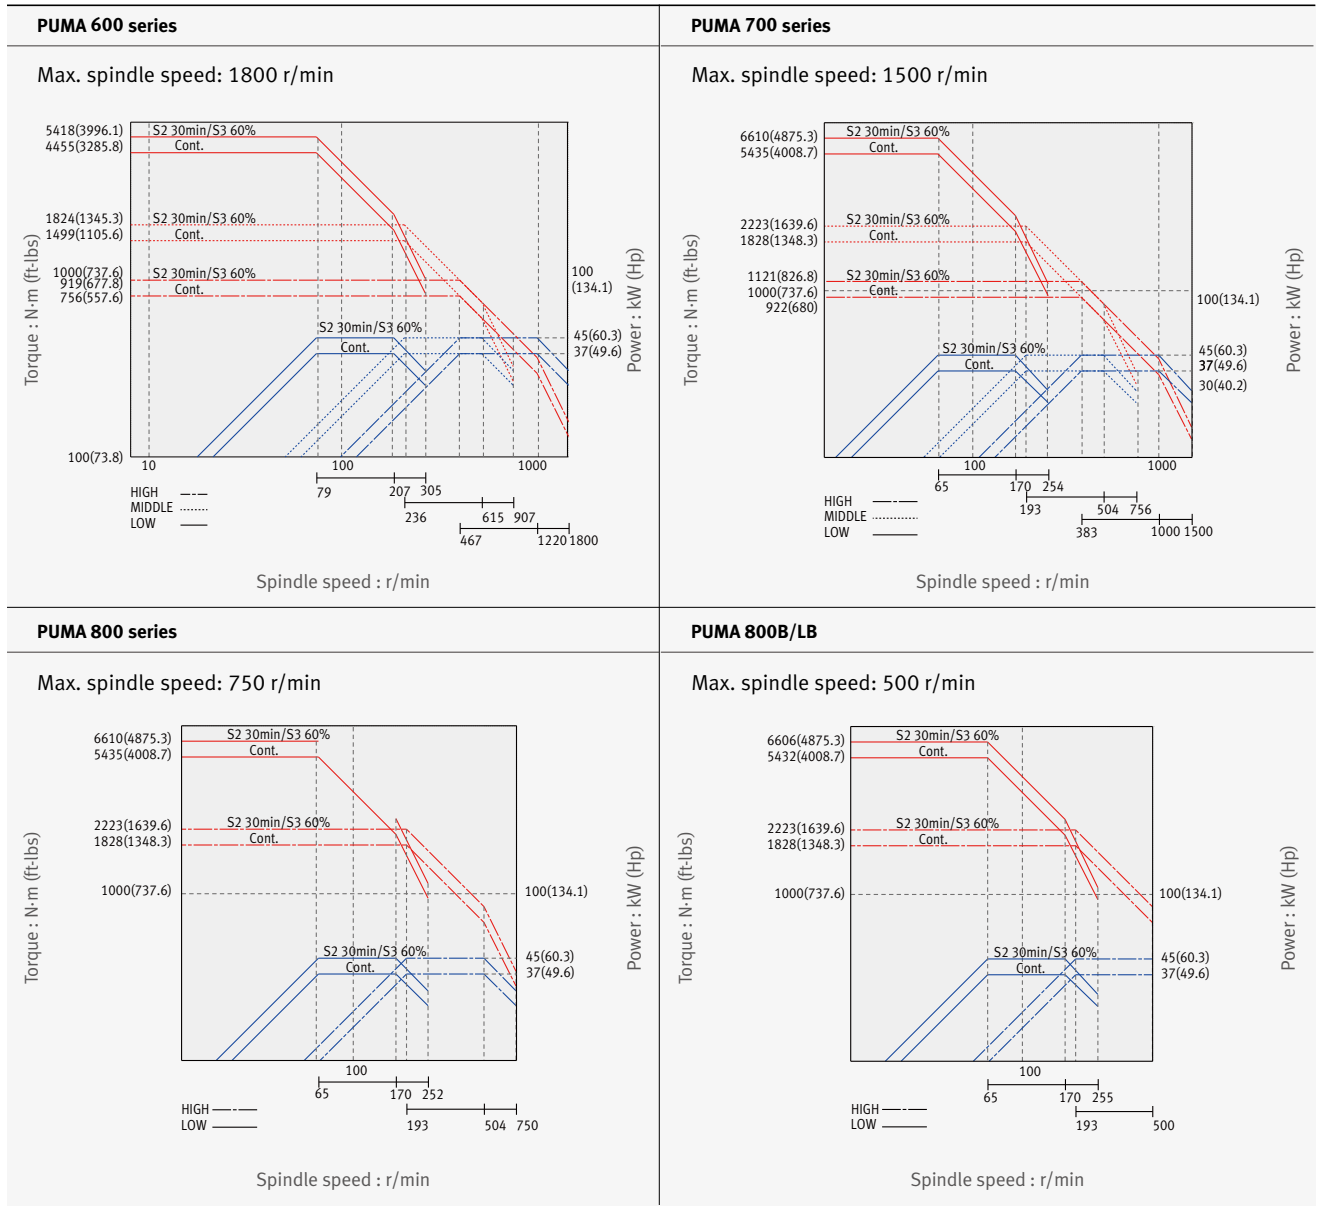 PUMA 600 series
Max. spindle speed: 1800 r/min
5418(3996.1)
4455(3285.8)
1824(1345.3)
1499(1105.6)
1000(737.6)
919(677.8)
756(557.6)
100(73.8)
S2 30min/S3 60%
Cont.
S2 30min/S3 60%
Cont.
S2 30min/S3 60%
Cont.
S2 30min/S3 60%
Cont.
100
(134.1)
45(60.3)
37(49.6)
Torque : N·m (ft-lbs)
Power : kW (Hp)
10 100 1000
79 207 305
236 615 907
467 1220 1800
HIGH
MIDDLE
LOW
Spindle speed : r/min
PUMA 700 series
Max. spindle speed: 1500 r/min
6610(4875.3)
5435(4008.7)
2223(1639.6)
1828(1348.3)
1121(826.8)
1000(737.6)
922(680)
S2 30min/S3 60%
Cont.
S2 30min/S3 60%
Cont.
S2 30min/S3 60%
Cont.
S2 30min/S3 60%
Cont.
100(134.1)
45(60.3)
37(49.6)
30(40.2)
Torque : N·m (ft-lbs)
Power : kW (Hp)
100 1000
65 170 254
193 504 756
383 1000 1500
HIGH
MIDDLE
LOW
Spindle speed : r/min
PUMA 800 series
Max. spindle speed: 750 r/min
6610(4875.3)
5435(4008.7)
2223(1639.6)
1828(1348.3)
1000(737.6)
S2 30min/S3 60%
Cont.
S2 30min/S3 60%
Cont.
S2 30min/S3 60%
Cont.
100(134.1)
45(60.3)
37(49.6)
Torque : N·m (ft-lbs)
Power : kW (Hp)
100
65 170 252
193 504 750
HIGH
LOW
Spindle speed : r/min
PUMA 800B/LB
Max. spindle speed: 500 r/min
6606(4875.3)
5432(4008.7)
2223(1639.6)
1828(1348.3)
1000(737.6)
S2 30min/S3 60%
Cont.
S2 30min/S3 60%
Cont.
S2 30min/S3 60%
Cont.
100(134.1)
45(60.3)
37(49.6)
Torque : N·m (ft-lbs)
Power : kW (Hp)
100
65 170 255
193 500
HIGH
LOW
Spindle speed : r/min